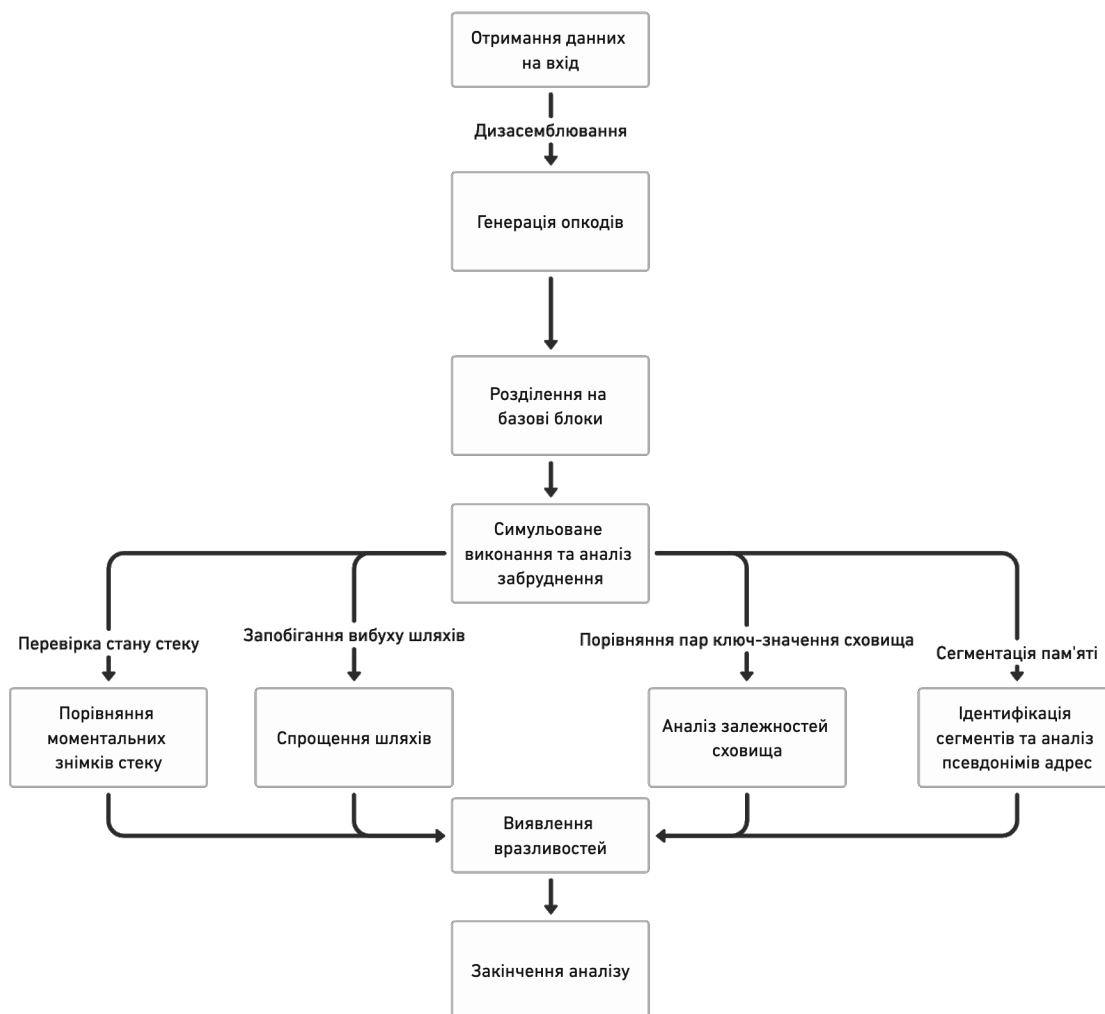 Отримання данних
на вхід
Дизасемблювання
Генерація опкодів
Розділення на
базові блоки
Симульоване
виконання та аналіз
забруднення
Перевірка стану стеку
Запобігання вибуху шляхів
Порівняння пар ключ-значення сховища
Сегментація пам'яті
Порівняння
моментальних
знімків стеку
Спрощення шляхів
Аналіз залежностей
сховища
Ідентифікація
сегментів та аналіз
псевдонімів адрес
Виявлення
вразливостей
Закінчення аналізу